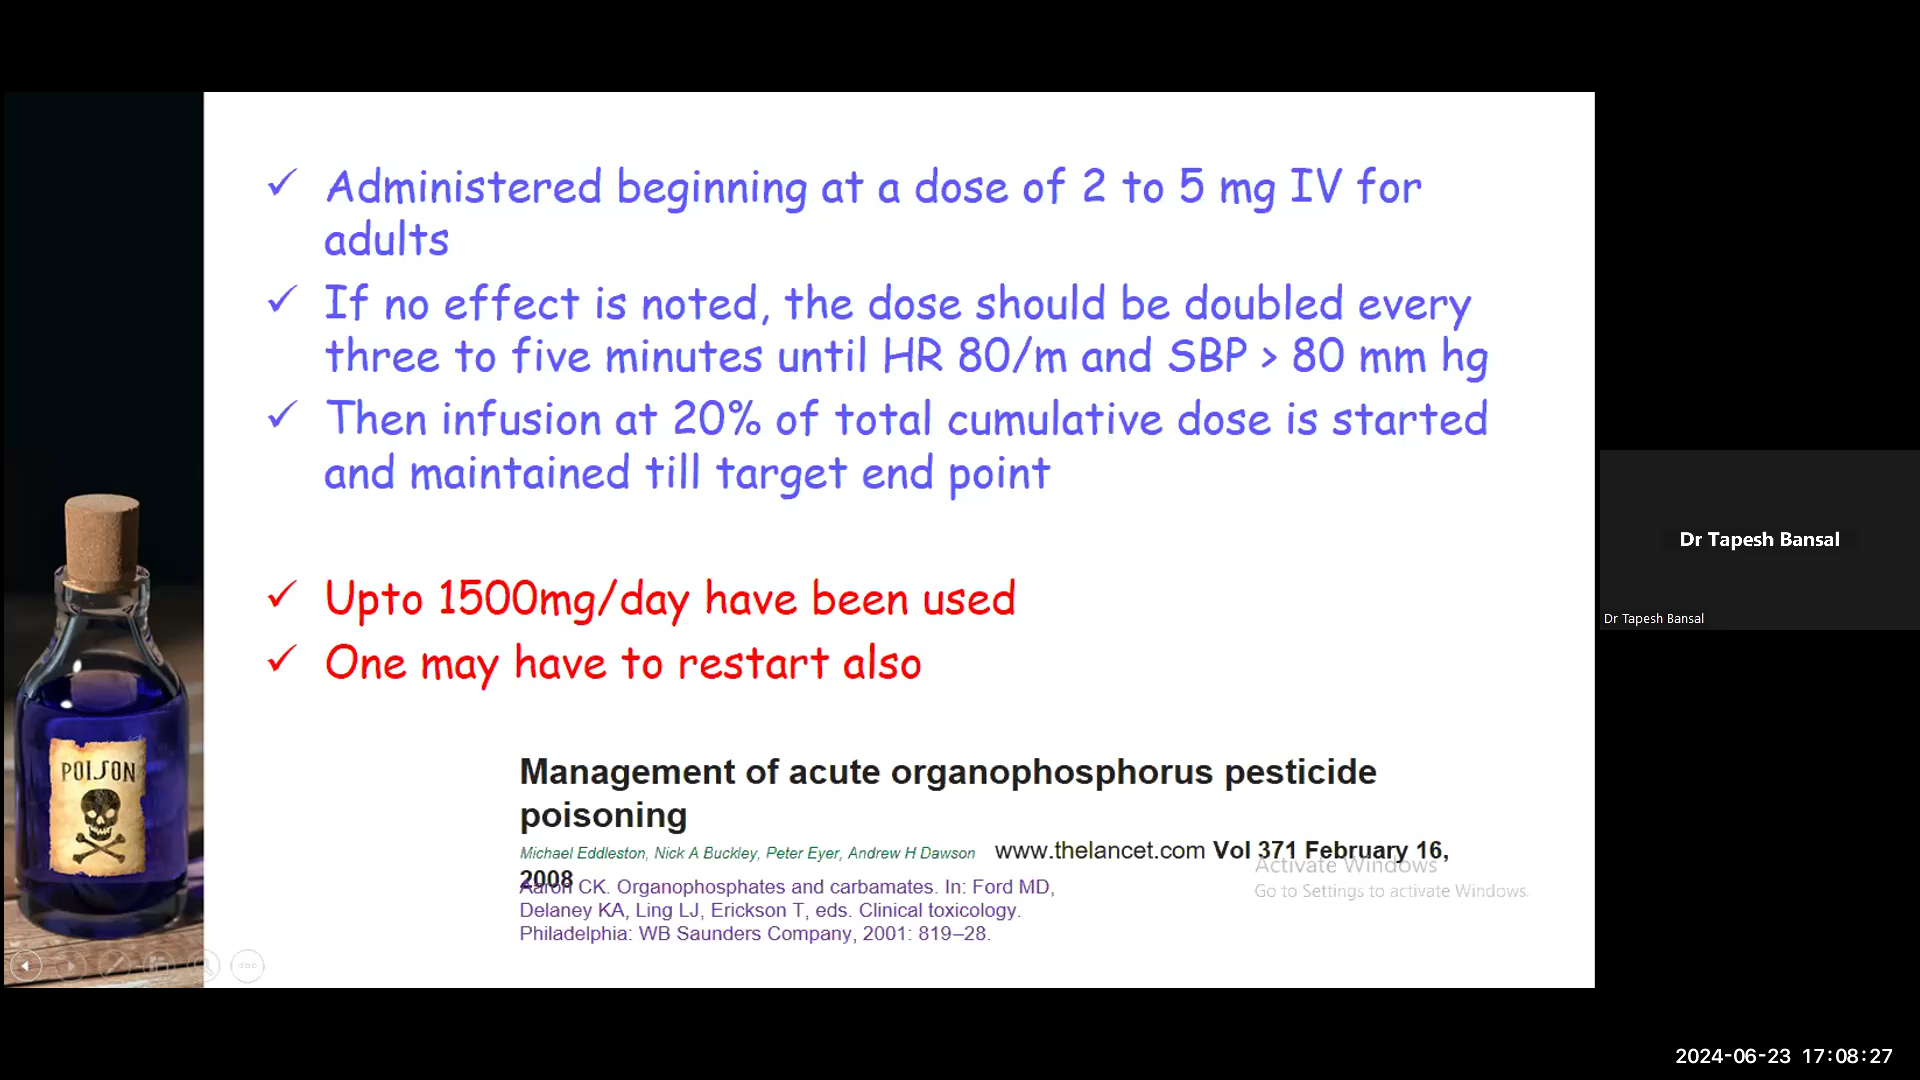 ✓ Administered beginning at a dose of 2 to 5 mg IV for
adults
✓ If no effect is noted, the dose should be doubled every
three to five minutes until HR 80/m and SBP > 80 mm hg
✓ Then infusion at 20% of total cumulative dose is started
and maintained till target end point
✓ Upto 1500mg/day have been used
✓ One may have to restart also
POISON
Management of acute organophosphorus pesticide
poisoning
Michael Eddleston, Nick A Buckley, Peter Eyer, Andrew H Dawson www.thelancet.com Vol 371 February 16,
2008
Aaron CK. Organophosphates and carbamates. In: Ford MD,
Delaney KA, Ling LJ, Erickson T, eds. Clinical toxicology.
Philadelphia: WB Saunders Company, 2001: 819–28.
Activate Windows
Go to Settings to activate Windows.
Dr Tapesh Bansal
Dr Tapesh Bansal
2024-06-23 17:08:27